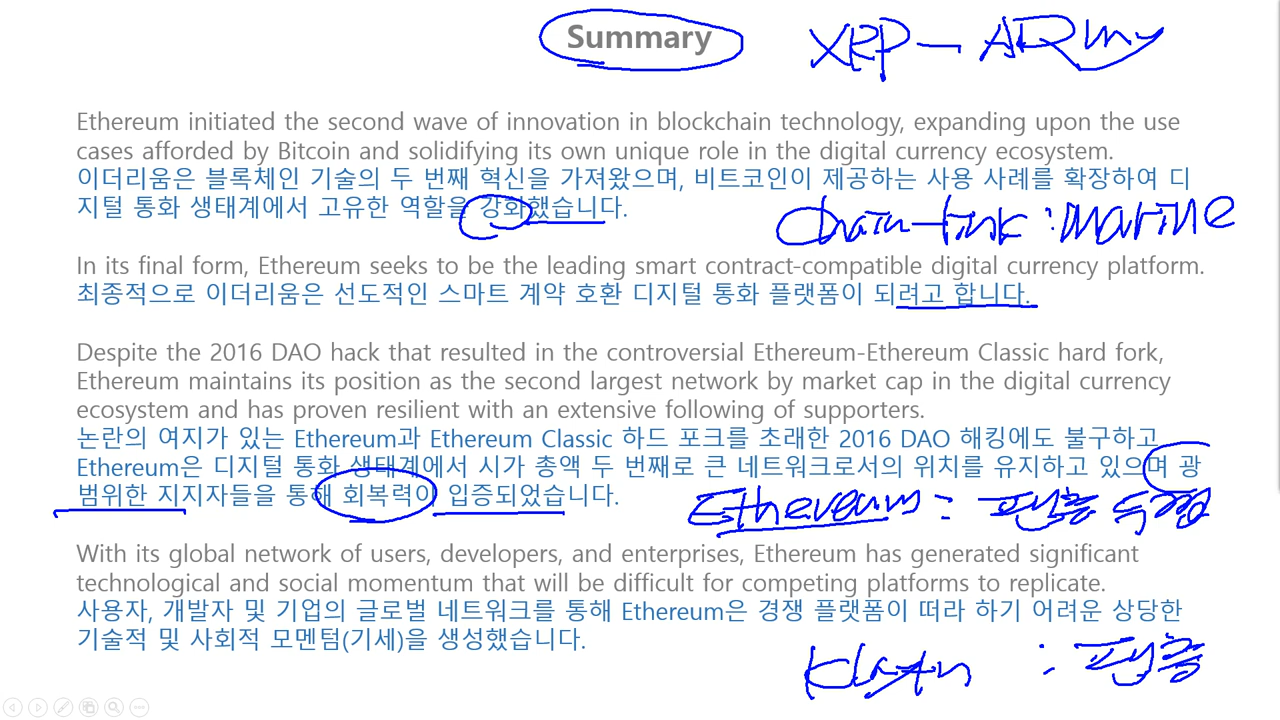 Summary
XRP - ARMY
Ethereum initiated the second wave of innovation in blockchain technology, expanding upon the use
cases afforded by Bitcoin and solidifying its own unique role in the digital currency ecosystem.
이더리움은 블록체인 기술의 두 번째 혁신을 가져왔으며, 비트코인이 제공하는 사용 사례를 확장하여 디
지털 통화 생태계에서 고유한 역할을 강화했습니다.
Chain-link : marine
In its final form, Ethereum seeks to be the leading smart contract-compatible digital currency platform.
최종적으로 이더리움은 선도적인 스마트 계약 호환 디지털 통화 플랫폼이 되려고 합니다.
Despite the 2016 DAO hack that resulted in the controversial Ethereum-Ethereum Classic hard fork,
Ethereum maintains its position as the second largest network by market cap in the digital currency
ecosystem and has proven resilient with an extensive following of supporters.
논란의 여지가 있는 Ethereum과 Ethereum Classic 하드 포크를 초래한 2016 DAO 해킹에도 불구하고
Ethereum은 디지털 통화 생태계에서 시가 총액 두 번째로 큰 네트워크로서의 위치를 유지하고 있으며 광
범위한 지지자들을 통해 회복력이 입증되었습니다.
Ethereum : 팬층
With its global network of users, developers, and enterprises, Ethereum has generated significant
technological and social momentum that will be difficult for competing platforms to replicate.
사용자, 개발자 및 기업의 글로벌 네트워크를 통해 Ethereum은 경쟁 플랫폼이 떠라 하기 어려운 상당한
기술적 및 사회적 모멘텀(기세)을 생성했습니다.
Klaytn : 팬층